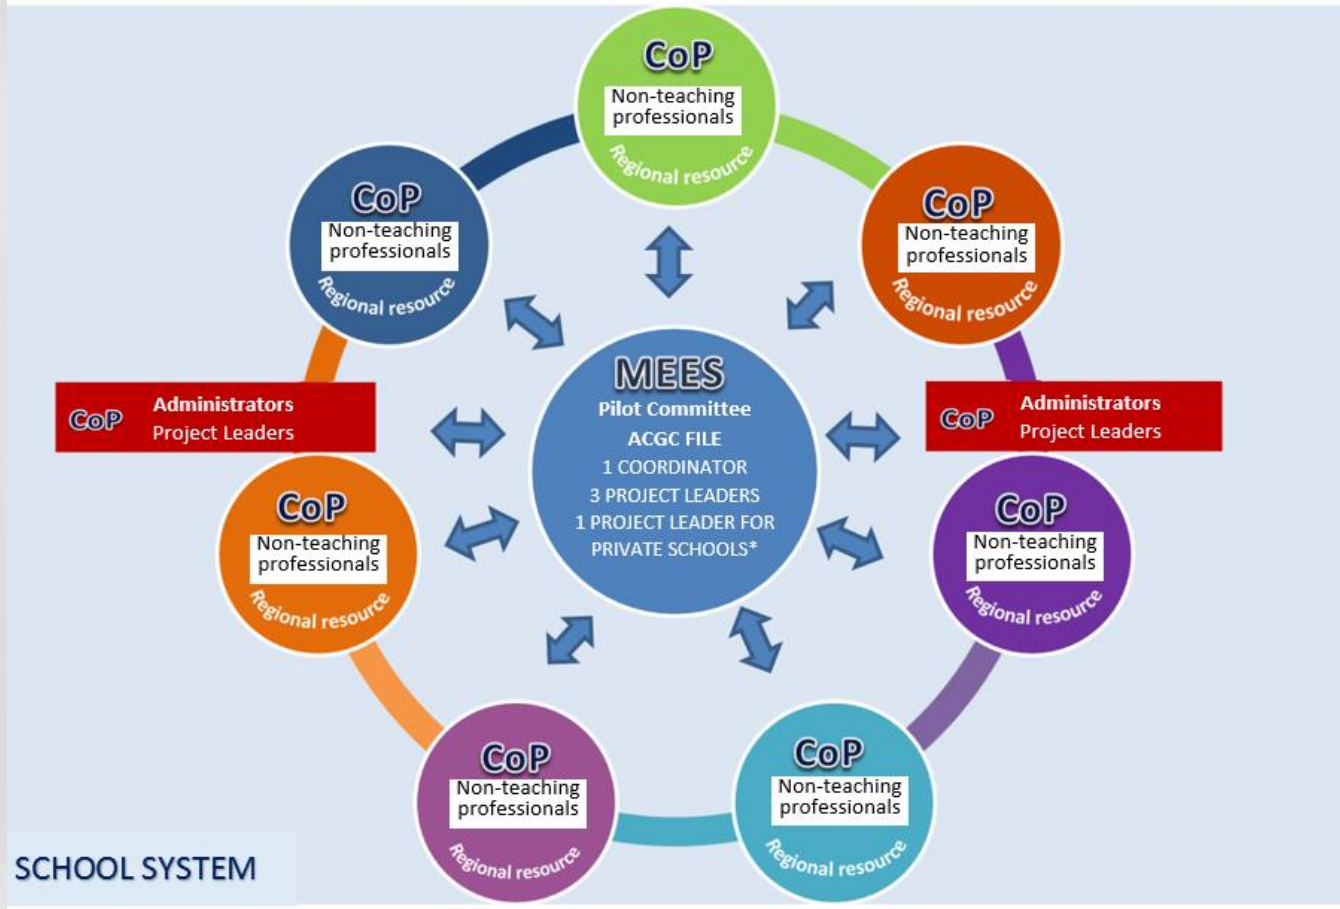 CoP
Non-teaching
professionals
Regional resource
CoP
Non-teaching
professionals
Regional resource
CoP
Non-teaching
professionals
Regional resource
MEES
Pilot Committee
ACGC FILE
1 COORDINATOR
3 PROJECT LEADERS
1 PROJECT LEADER FOR
PRIVATE SCHOOLS*
CoP
Administrators
Project Leaders
CoP
Administrators
Project Leaders
CoP
Non-teaching
professionals
Regional resource
CoP
Non-teaching
professionals
Regional resource
CoP
Non-teaching
professionals
Regional resource
CoP
Non-teaching
professionals
Regional resource
SCHOOL SYSTEM